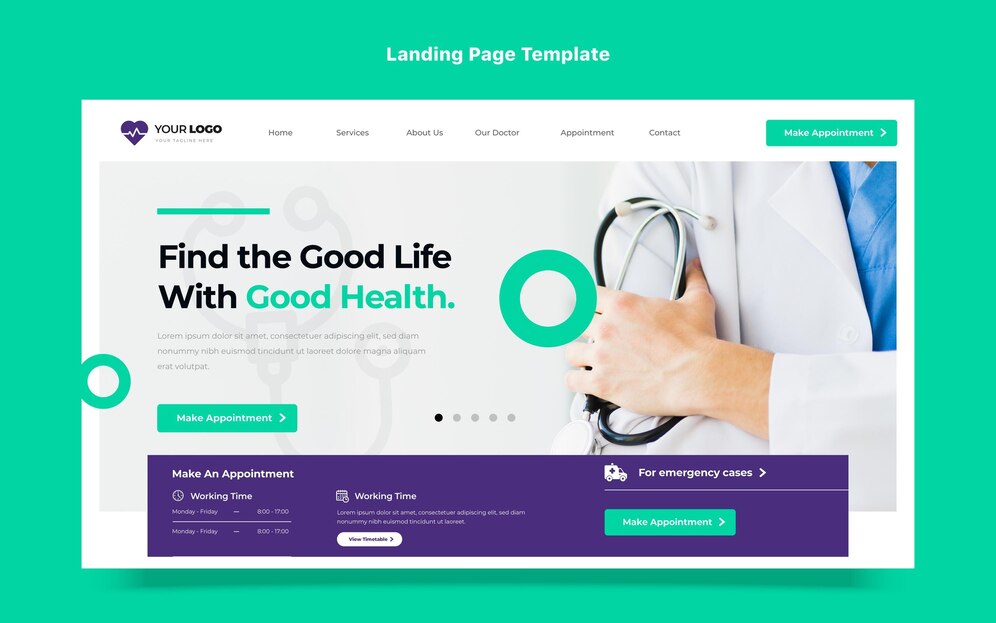 Landing Page Template
YOUR LOGO
YOUR TAGLINE HERE
Home
Services
About Us
Our Doctor
Appointment
Contact
Make Appointment
Find the Good Life
With Good Health.
Lorem ipsum dolor sit amet, consectetuer adipiscing elit, sed diam
nonummy nibh euismod tincidunt ut laoreet dolore magna aliquam
erat volutpat.
Make Appointment
Make An Appointment
Working Time
Monday - Friday — 8:00 - 17:00
Monday - Friday — 8:00 - 17:00
Working Time
Lorem ipsum dolor sit amet, consectetuer adipiscing elit, sed diam
nonummy nibh euismod tincidunt ut laoreet.
View Timetable
For emergency cases
Make Appointment